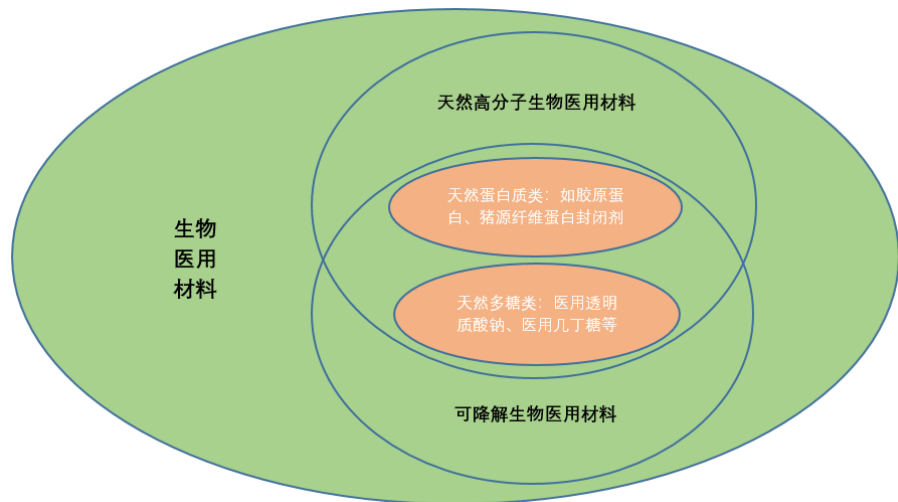 天然高分子生物医用材料
天然蛋白质类：如胶原蛋
白、猪源纤维蛋白封闭剂
生物
医用
材料
天然多糖类：医用透明
质酸钠、医用几丁糖等
可降解生物医用材料